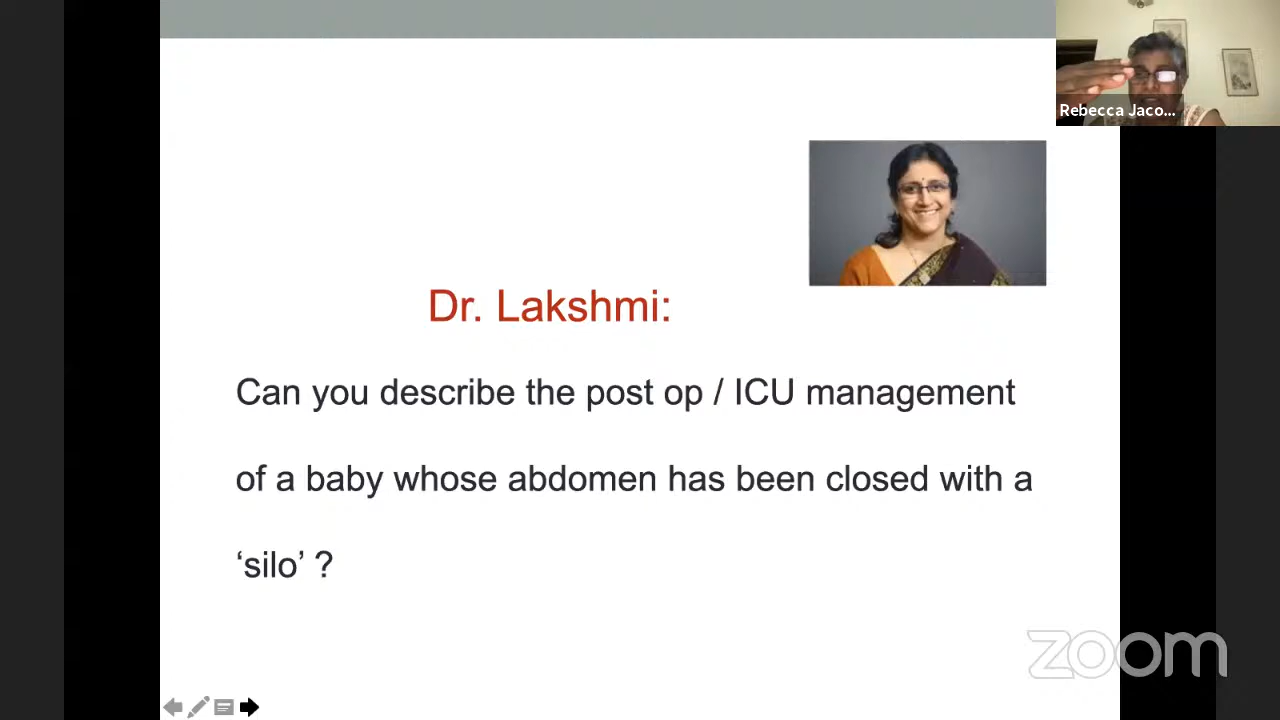 Rebecca Jaco...
Dr. Lakshmi:
Can you describe the post op / ICU management
of a baby whose abdomen has been closed with a
‘silo’ ?
zoom